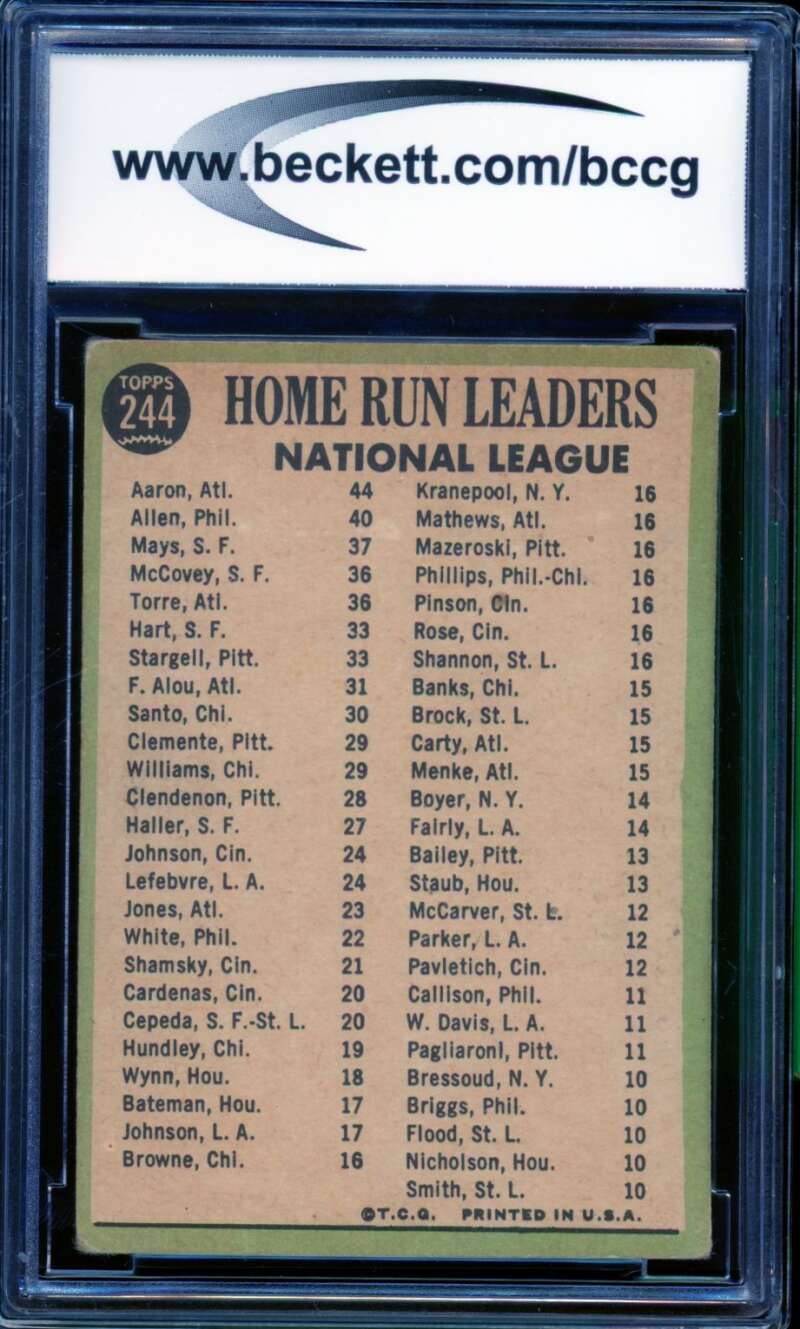 www.beckett.com/bccg
TOPPS
244
HOME RUN LEADERS
NATIONAL LEAGUE
Aaron, Atl. 44
Allen, Phil. 40
Mays, S. F. 37
McCovey, S. F. 36
Torre, Atl. 36
Hart, S. F. 33
Stargell, Pitt. 33
F. Alou, Atl. 31
Santo, Chi. 30
Clemente, Pitt. 29
Williams, Chi. 29
Clendenon, Pitt. 28
Haller, S. F. 27
Johnson, Cin. 24
Lefebvre, L. A. 24
Jones, Atl. 23
White, Phil. 22
Shamsky, Cin. 21
Cardenas, Cin. 20
Cepeda, S. F.-St. L. 20
Hundley, Chi. 19
Wynn, Hou. 18
Bateman, Hou. 17
Johnson, L. A. 17
Browne, Chi. 16
Kranepool, N. Y. 16
Mathews, Atl. 16
Mazeroski, Pitt. 16
Phillips, Phil.-Chi. 16
Pinson, Cin. 16
Rose, Cin. 16
Shannon, St. L. 16
Banks, Chi. 15
Brock, St. L. 15
Carty, Atl. 15
Menke, Atl. 15
Boyer, N. Y. 14
Fairly, L. A. 14
Bailey, Pitt. 13
Staub, Hou. 13
McCarver, St. L. 12
Parker, L. A. 12
Pavletich, Cin. 12
Callison, Phil. 11
W. Davis, L. A. 11
Pagliaroni, Pitt. 11
Bressoud, N. Y. 10
Briggs, Phil. 10
Flood, St. L. 10
Nicholson, Hou. 10
Smith, St. L. 10
©T.C.G. PRINTED IN U.S.A.